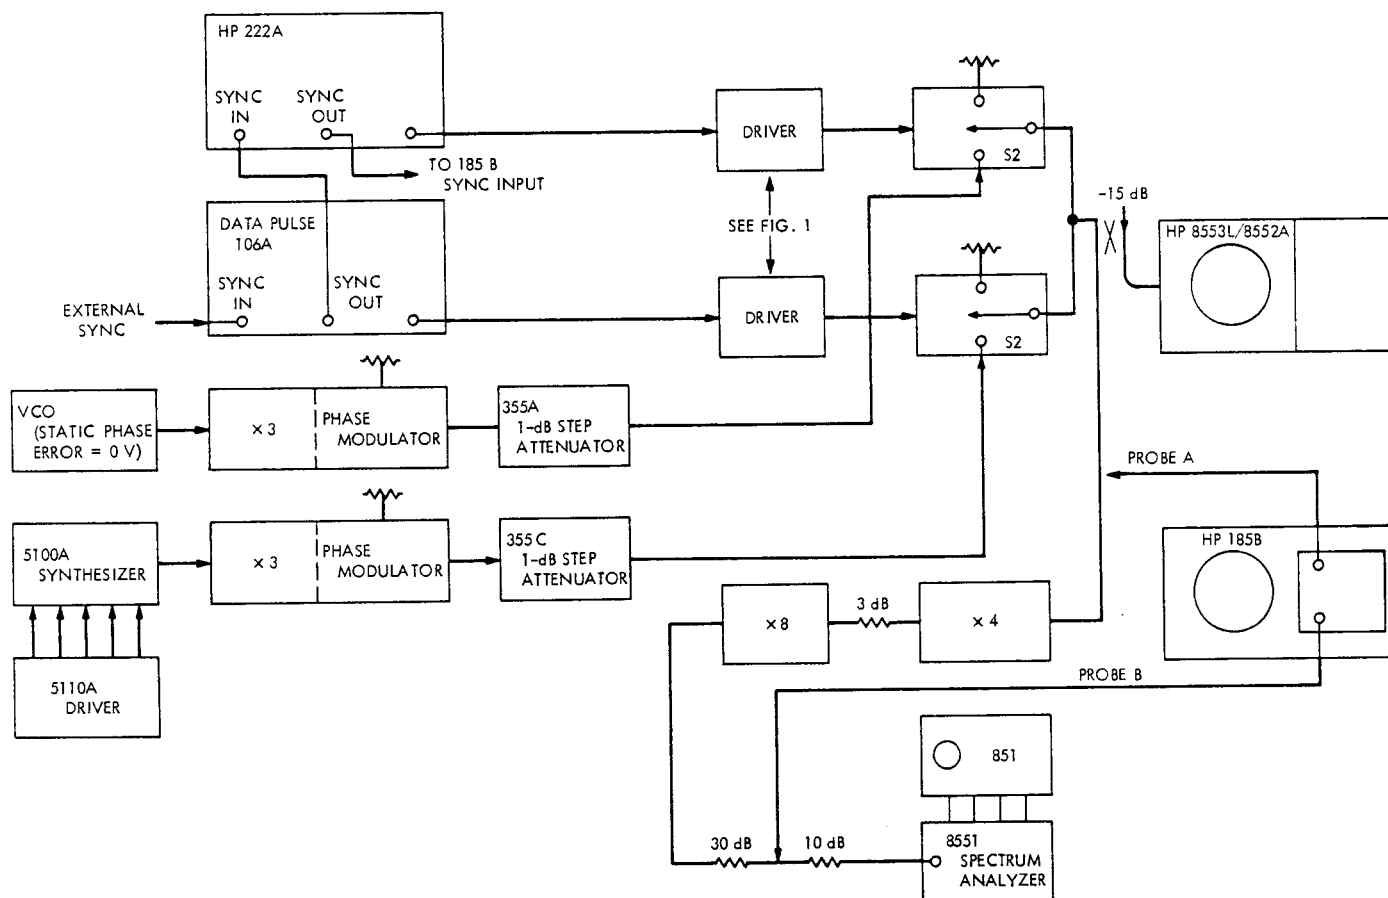 HP 222A
SYNC
IN
SYNC
OUT
TO 185 B
SYNC INPUT
DRIVER
S2
DATA PULSE
106A
SYNC
IN
SYNC
OUT
EXTERNAL
SYNC
SEE FIG. 1
DRIVER
S2
-15 dB
HP 8553L/8552A
VCO
(STATIC PHASE
ERROR = 0 V)
× 3
PHASE
MODULATOR
355A
1-dB STEP
ATTENUATOR
PROBE A
5100A
SYNTHESIZER
× 3
PHASE
MODULATOR
355 C
1-dB STEP
ATTENUATOR
HP 185B
× 8
3 dB
× 4
5110A
DRIVER
PROBE B
851
30 dB
10 dB
8551
SPECTRUM
ANALYZER